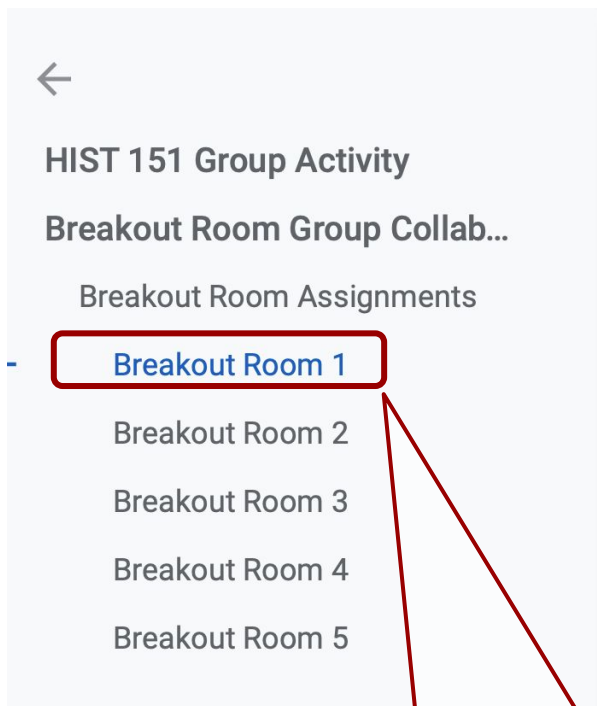 HIST 151 Group Activity
Breakout Room Group Collab...
Breakout Room Assignments
Breakout Room 1
Breakout Room 2
Breakout Room 3
Breakout Room 4
Breakout Room 5